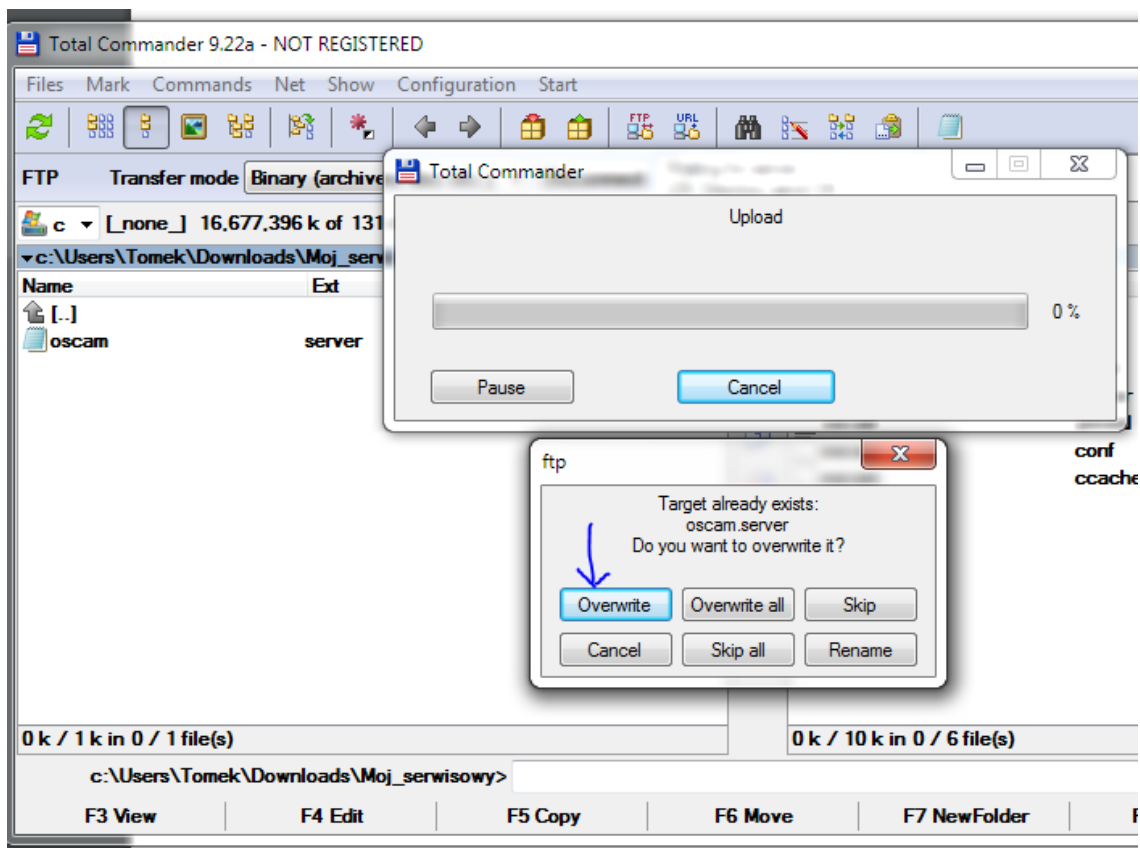 Total Commander 9.22a - NOT REGISTERED
Files Mark Commands Net Show Configuration Start
FTP URL
FTP Transfer mode Binary (archive
Total Commander
c [_none_] 16,677,396 k of 131
Upload
c:\Users\Tomek\Downloads\Moj_serw
Name Ext
[..]
0 %
oscam server
Pause Cancel
conf
ccache
ftp
Target already exists:
oscam.server
Do you want to overwrite it?
Overwrite Overwrite all Skip
Cancel Skip all Rename
0 k / 1 k in 0 / 1 file(s) 0 k / 10 k in 0 / 6 file(s)
c:\Users\Tomek\Downloads\Moj_serwisowy>
F3 View F4 Edit F5 Copy F6 Move F7 NewFolder